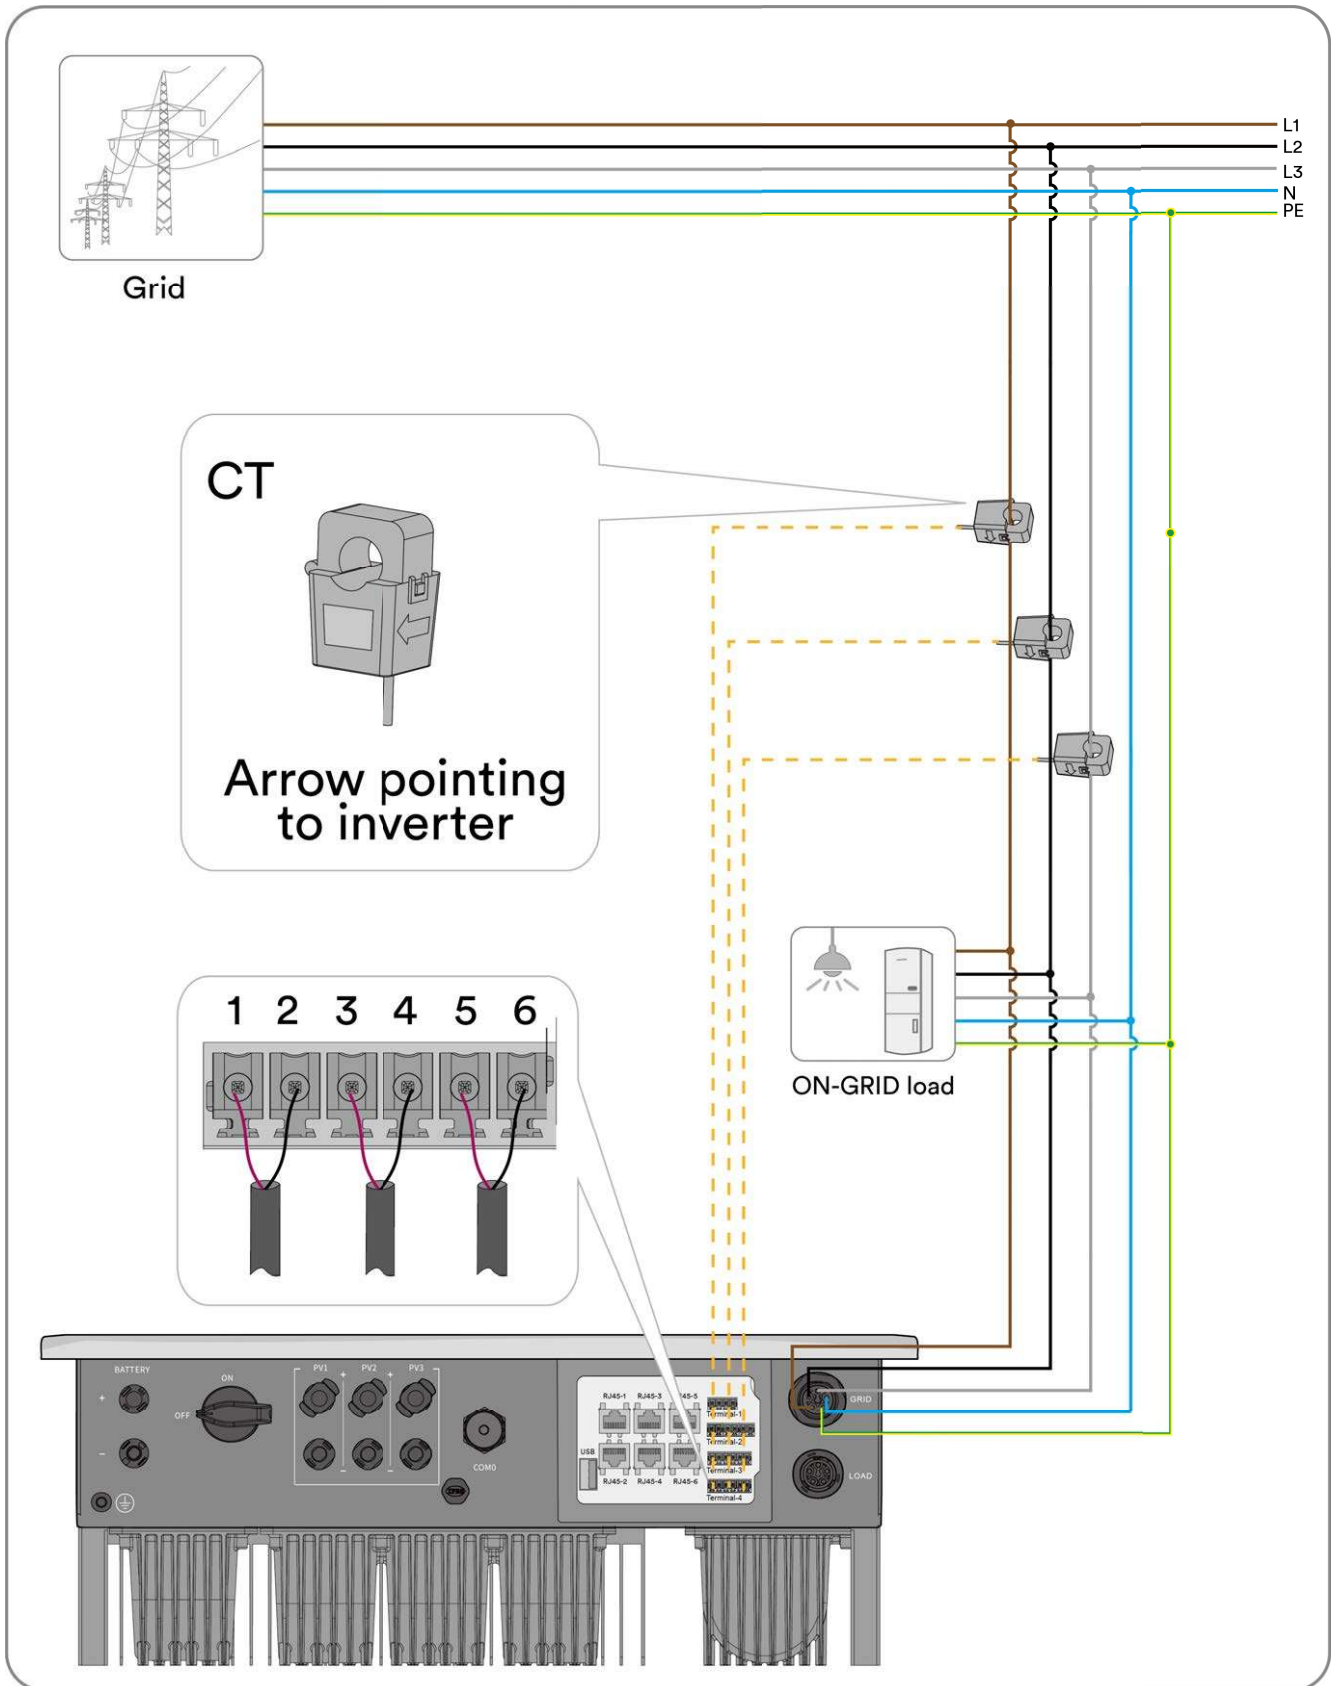 L1
L2
L3
N
PE
Grid
CT
Arrow pointing
to inverter
ON-GRID load
1 2 3 4 5 6
BATTERY
+
−
ON
OFF
PV1 PV2 PV3
+ +
− −
COM0
RJ45-1 RJ45-3 RJ45-5
USB
RJ45-2 RJ45-4 RJ45-6
Terminal-1
Terminal-2
Terminal-3
Terminal-4
GRID
LOAD